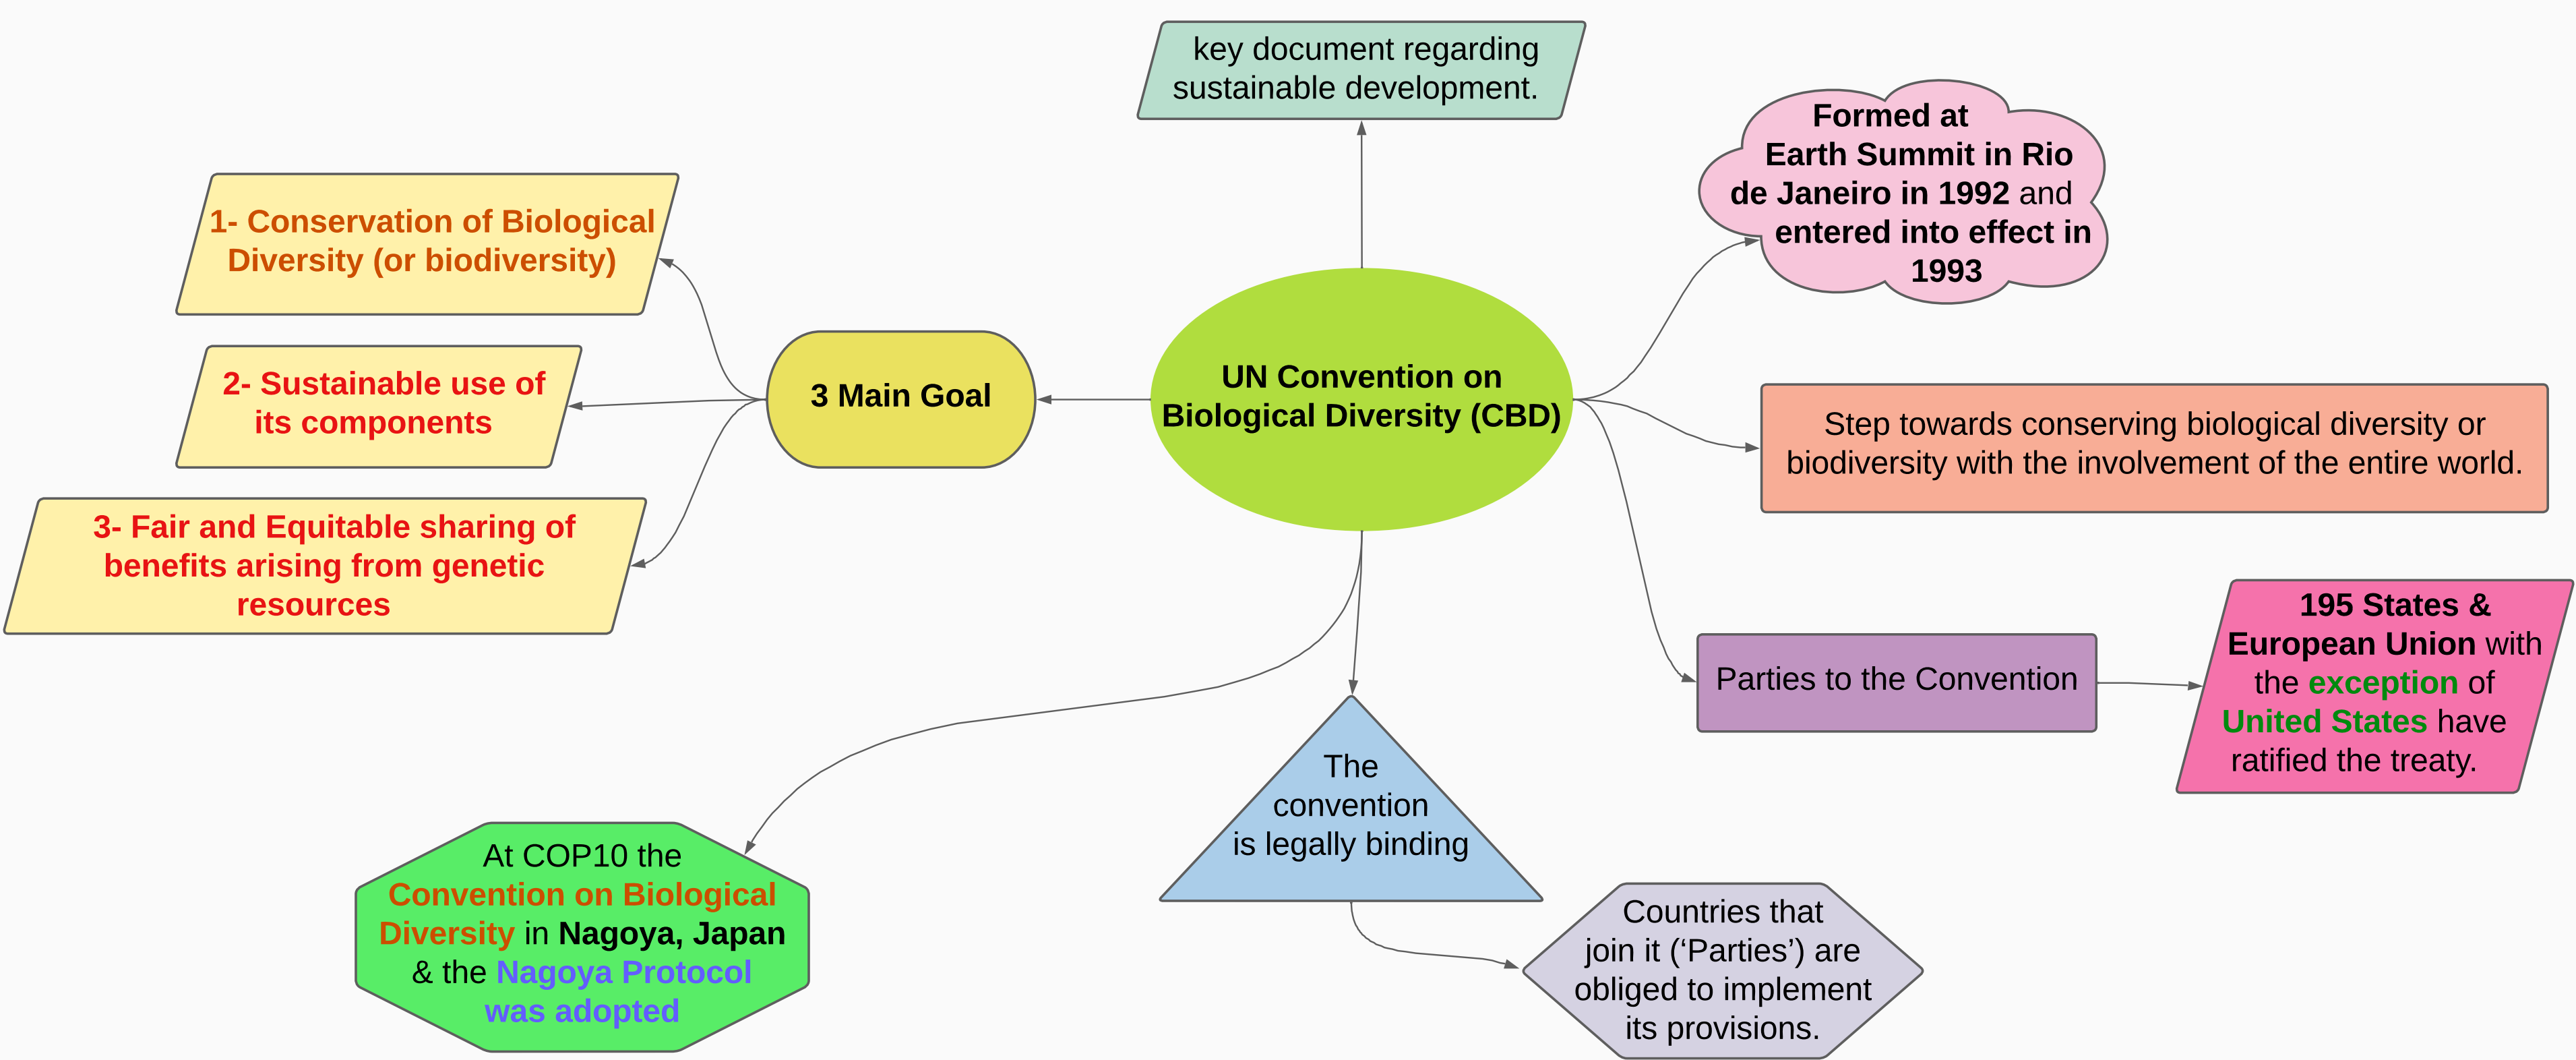 key document regarding
sustainable development.
Formed at
Earth Summit in Rio
de Janeiro in 1992 and
entered into effect in
1993
1- Conservation of Biological
Diversity (or biodiversity)
2- Sustainable use of
its components
3- Fair and Equitable sharing of
benefits arising from genetic
resources
3 Main Goal
UN Convention on
Biological Diversity (CBD)
Step towards conserving biological diversity or
biodiversity with the involvement of the entire world.
Parties to the Convention
195 States &
European Union with
the exception of
United States have
ratified the treaty.
The
convention
is legally binding
At COP10 the
Convention on Biological
Diversity in Nagoya, Japan
& the Nagoya Protocol
was adopted
Countries that
join it (‘Parties’) are
obliged to implement
its provisions.